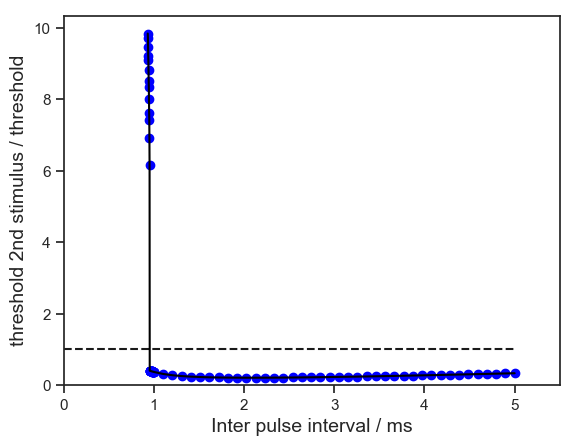 10
8
6
4
2
0
threshold 2nd stimulus / threshold
0 1 2 3 4 5
Inter pulse interval / ms